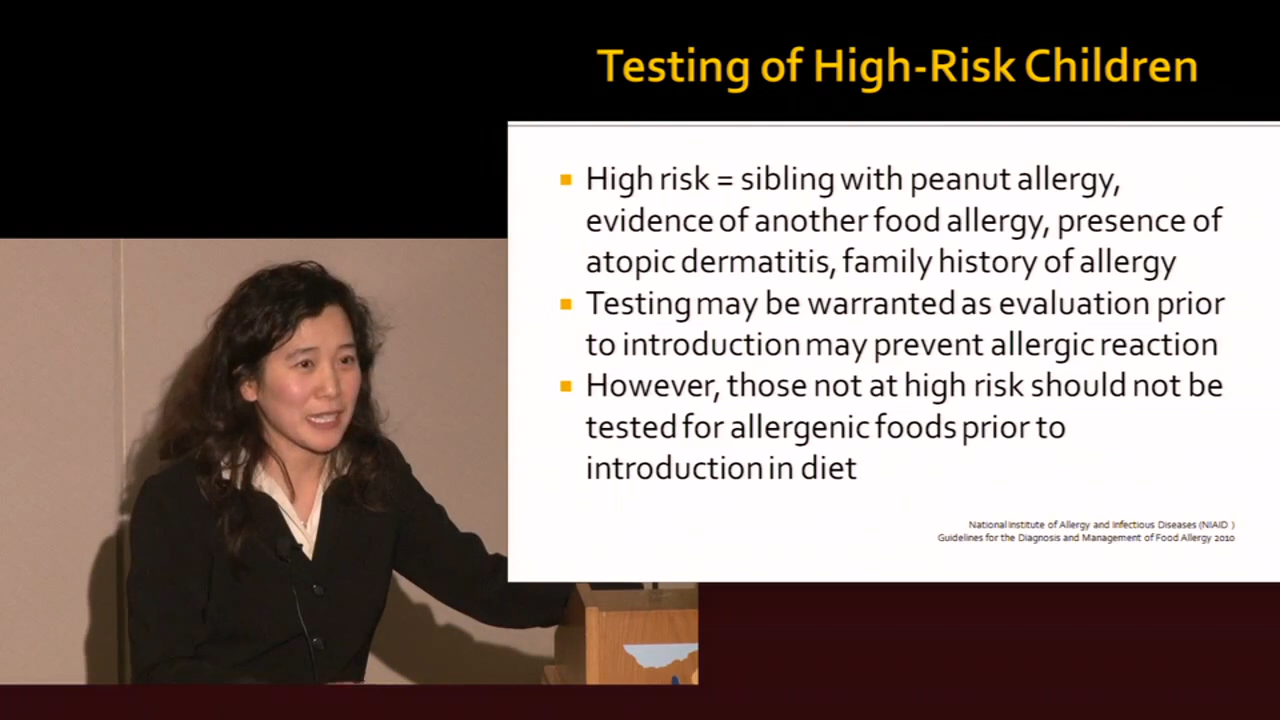 Testing of High-Risk Children
High risk = sibling with peanut allergy,
evidence of another food allergy, presence of
atopic dermatitis, family history of allergy
Testing may be warranted as evaluation prior
to introduction may prevent allergic reaction
However, those not at high risk should not be
tested for allergenic foods prior to
introduction in diet
National Institute of Allergy and Infectious Diseases (NIAID )
Guidelines for the Diagnosis and Management of Food Allergy 2010